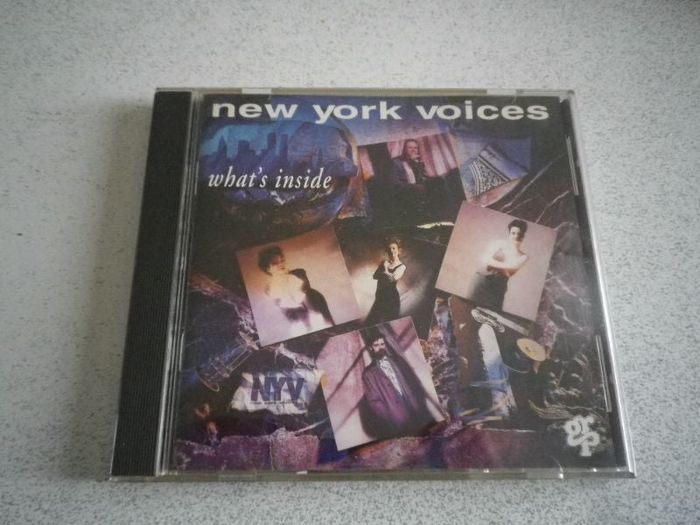 new york voices
what's inside
NYV
grp